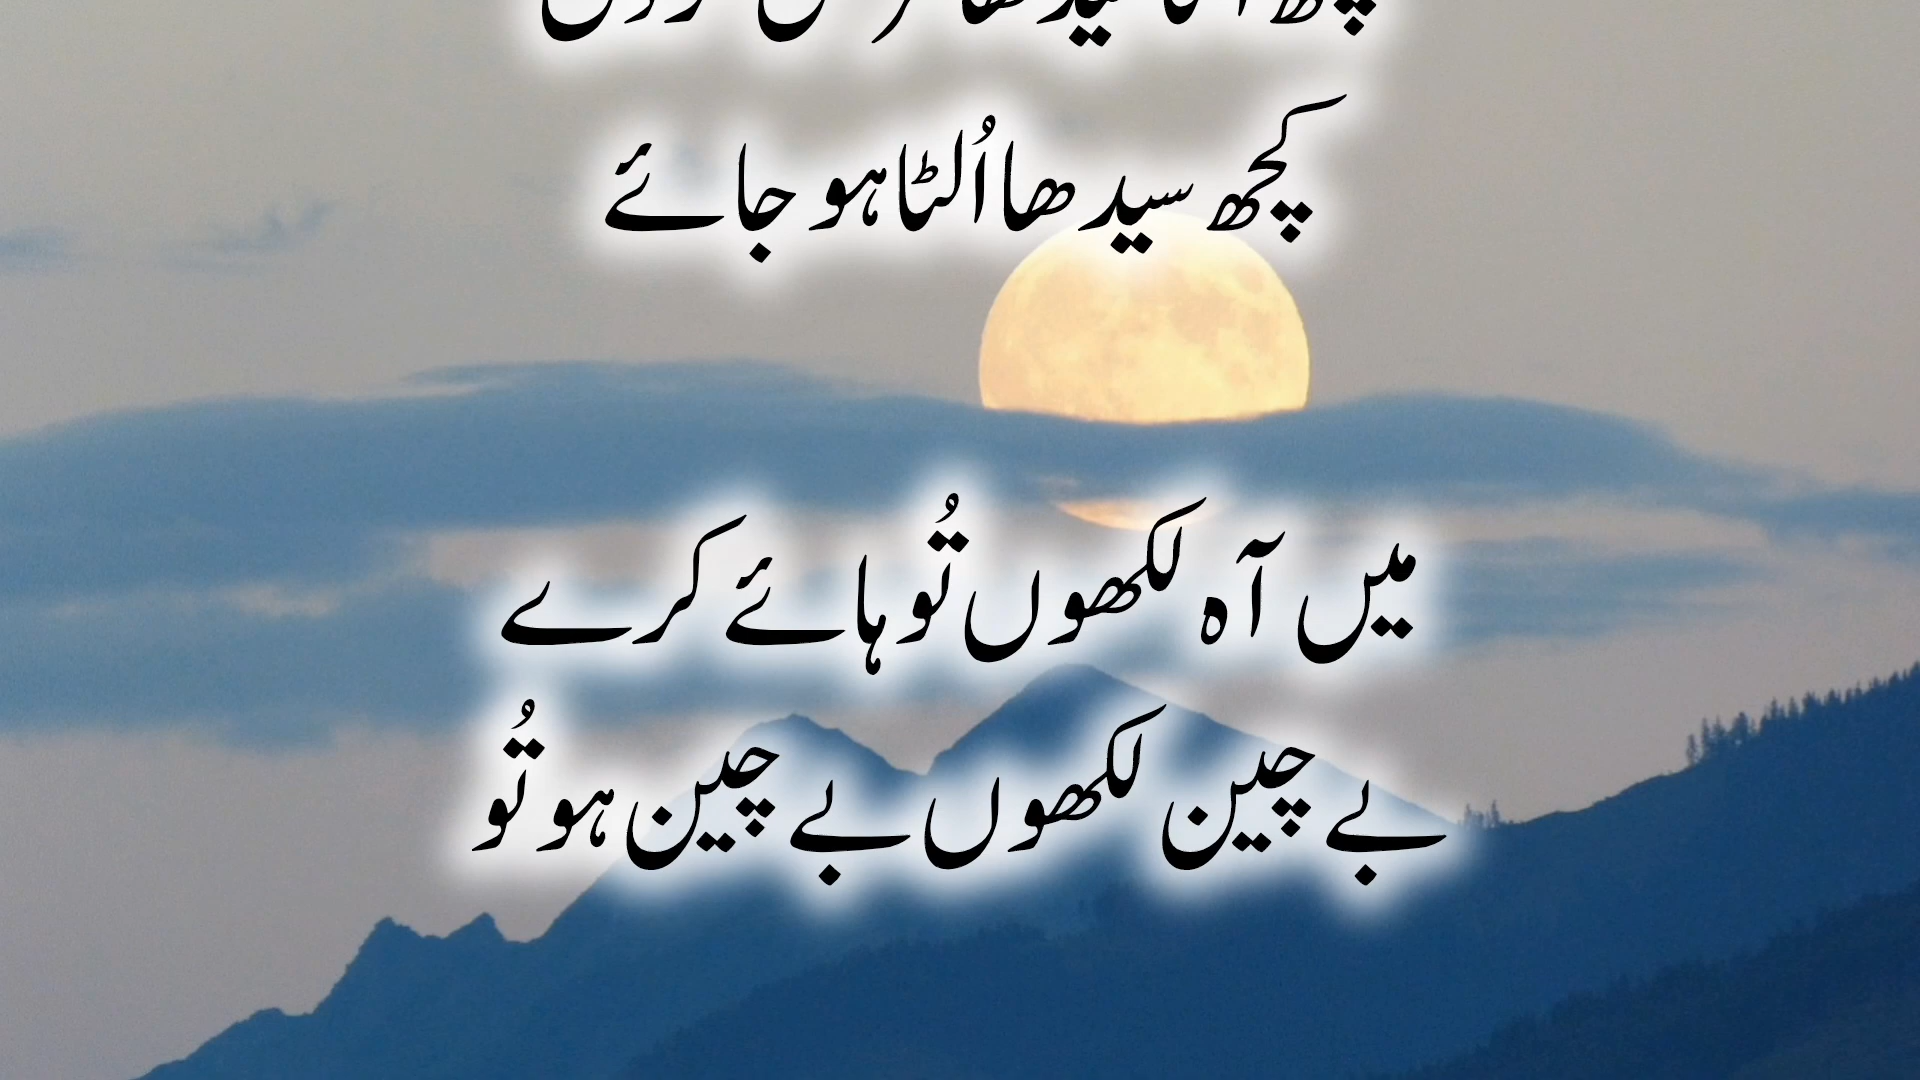 کچھ سیدھا اُلٹا ہو جائے
میں آہ لکھوں تُو ہائے کرے
بے چین لکھوں بے چین ہو تُو